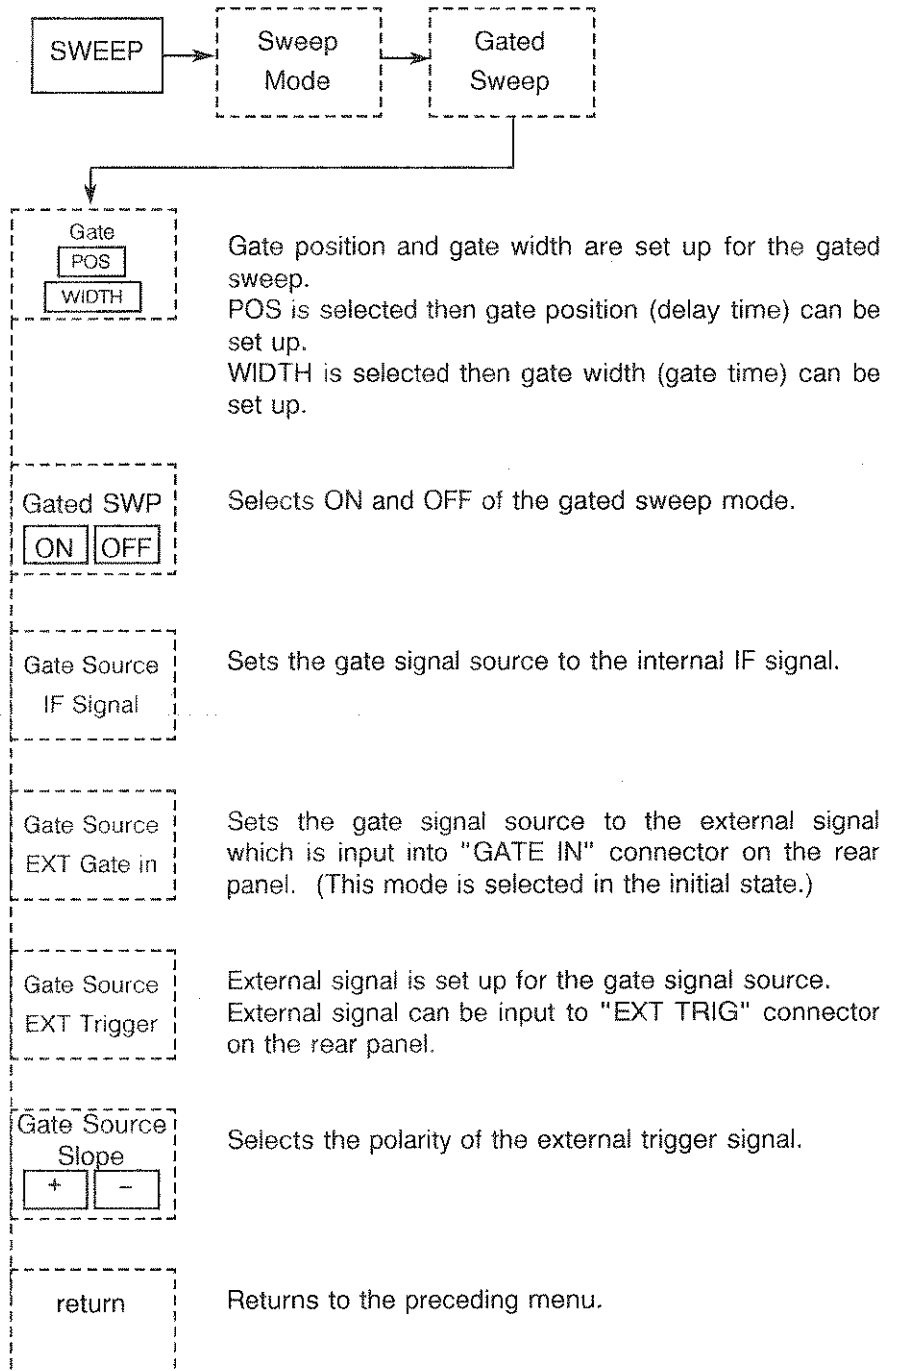 SWEEP
Sweep
Mode
Gated
Sweep
Gate
POS
WIDTH
Gate position and gate width are set up for the gated
sweep.
POS is selected then gate position (delay time) can be
set up.
WIDTH is selected then gate width (gate time) can be
set up.
Gated SWP
ON OFF
Selects ON and OFF of the gated sweep mode.
Gate Source
IF Signal
Sets the gate signal source to the internal IF signal.
Gate Source
EXT Gate in
Sets the gate signal source to the external signal
which is input into "GATE IN" connector on the rear
panel. (This mode is selected in the initial state.)
Gate Source
EXT Trigger
External signal is set up for the gate signal source.
External signal can be input to "EXT TRIG" connector
on the rear panel.
Gate Source
Slope
+ −
Selects the polarity of the external trigger signal.
return
Returns to the preceding menu.